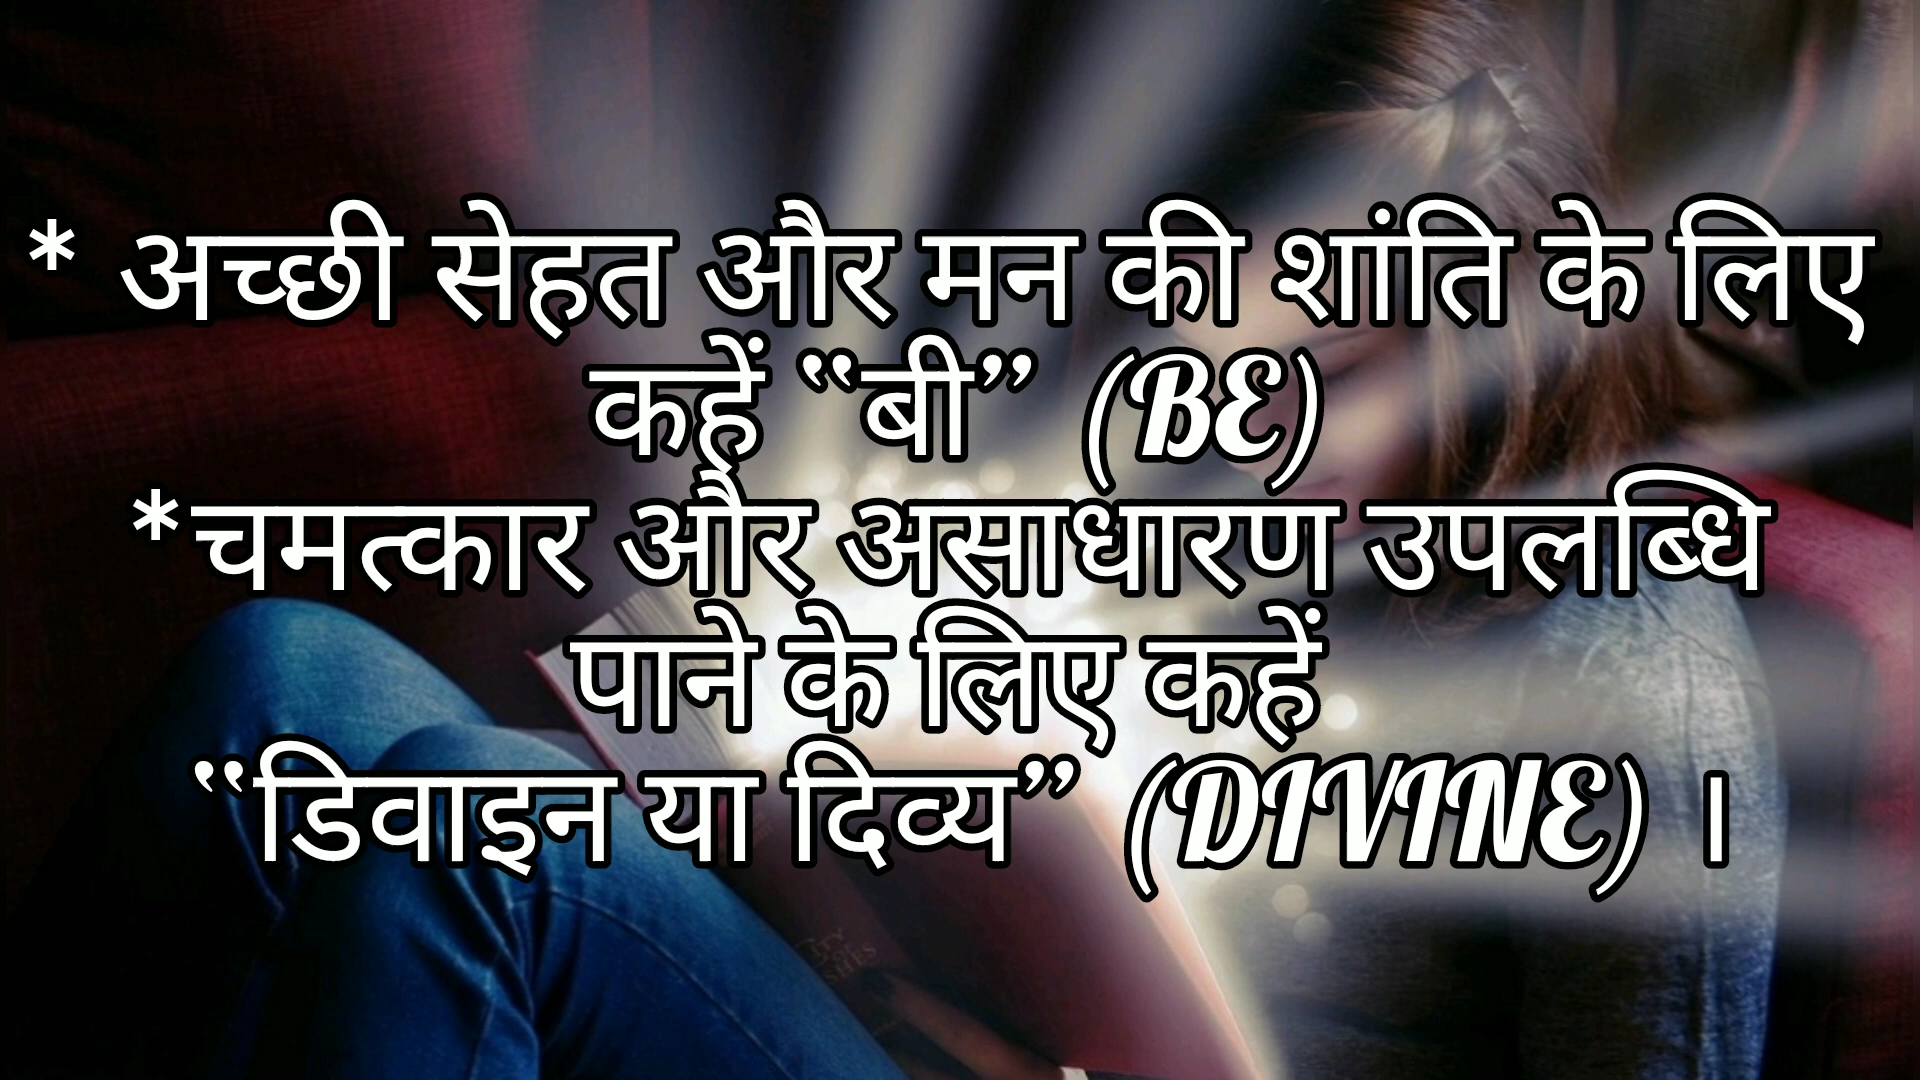 * अच्छी सेहत और मन की शांति के लिए
कहें “बी” (BE)
*चमत्कार और असाधारण उपलब्धि
पाने के लिए कहें
“डिवाइन या दिव्य” (DIVINE) ।